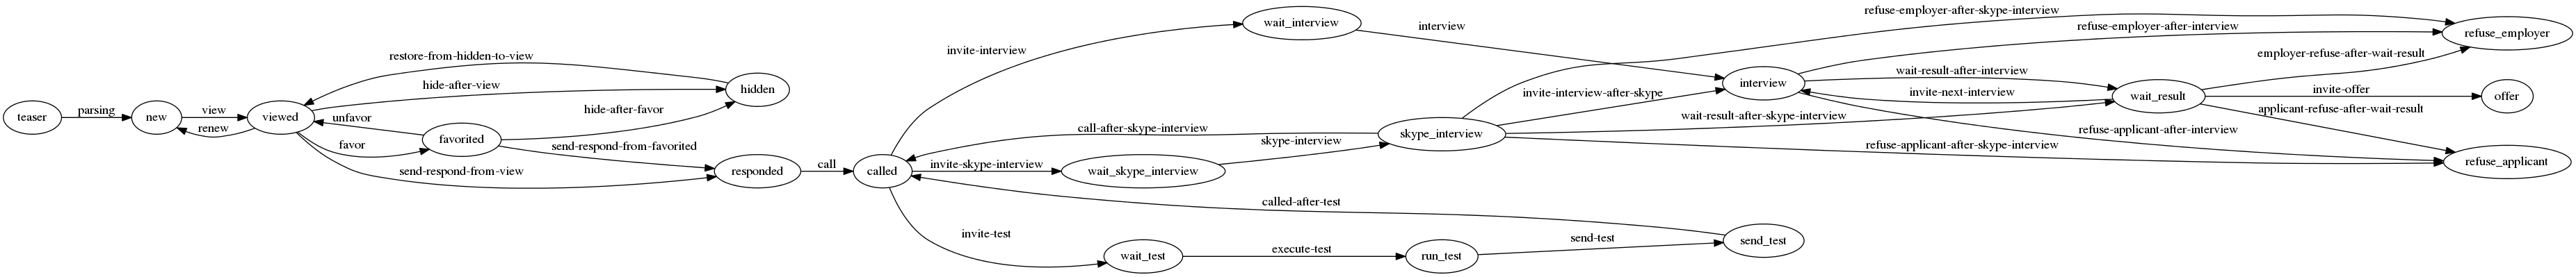 teaser
parsing
new
view
renew
viewed
restore-from-hidden-to-view
hide-after-view
hide-after-favor
unfavor
favor
favorited
send-respond-from-favorited
send-respond-from-view
hidden
responded
call
called
invite-interview
wait_interview
interview
call-after-skype-interview
invite-skype-interview
wait_skype_interview
skype-interview
skype_interview
called-after-test
invite-test
wait_test
execute-test
run_test
send-test
send_test
refuse-employer-after-skype-interview
refuse-employer-after-interview
invite-interview-after-skype
interview
wait-result-after-interview
invite-next-interview
wait-result-after-skype-interview
refuse-applicant-after-interview
refuse-applicant-after-skype-interview
wait_result
employer-refuse-after-wait-result
invite-offer
applicant-refuse-after-wait-result
refuse_employer
offer
refuse_applicant